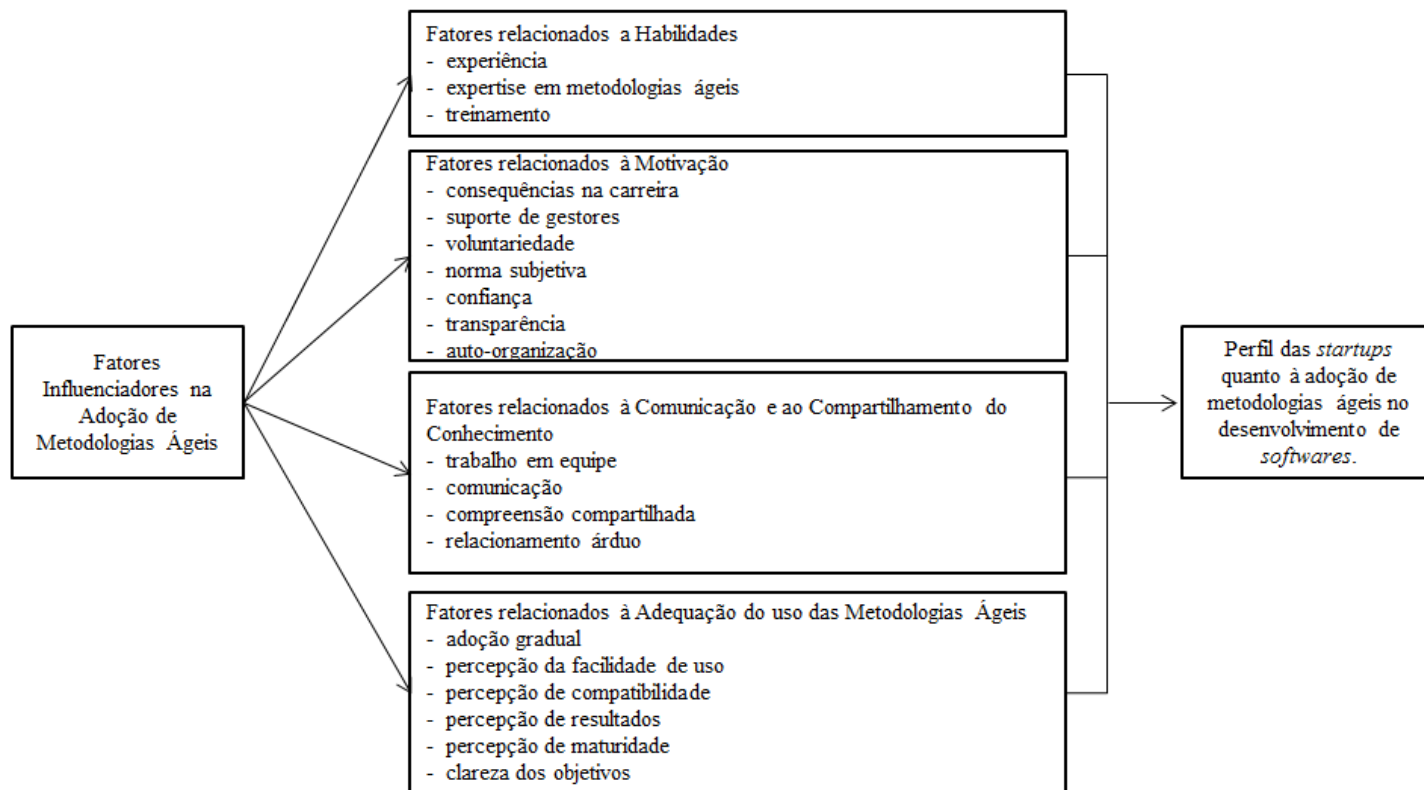 Fatores
Influenciadores na
Adoção de
Metodologias Ágeis
Fatores relacionados a Habilidades
- experiência
- expertise em metodologias ágeis
- treinamento
Fatores relacionados à Motivação
- consequências na carreira
- suporte de gestores
- voluntariedade
- norma subjetiva
- confiança
- transparência
- auto-organização
Fatores relacionados à Comunicação e ao Compartilhamento do
Conhecimento
- trabalho em equipe
- comunicação
- compreensão compartilhada
- relacionamento árduo
Fatores relacionados à Adequação do uso das Metodologias Ágeis
- adoção gradual
- percepção da facilidade de uso
- percepção de compatibilidade
- percepção de resultados
- percepção de maturidade
- clareza dos objetivos
Perfil das startups
quanto à adoção de
metodologias ágeis no
desenvolvimento de
softwares.